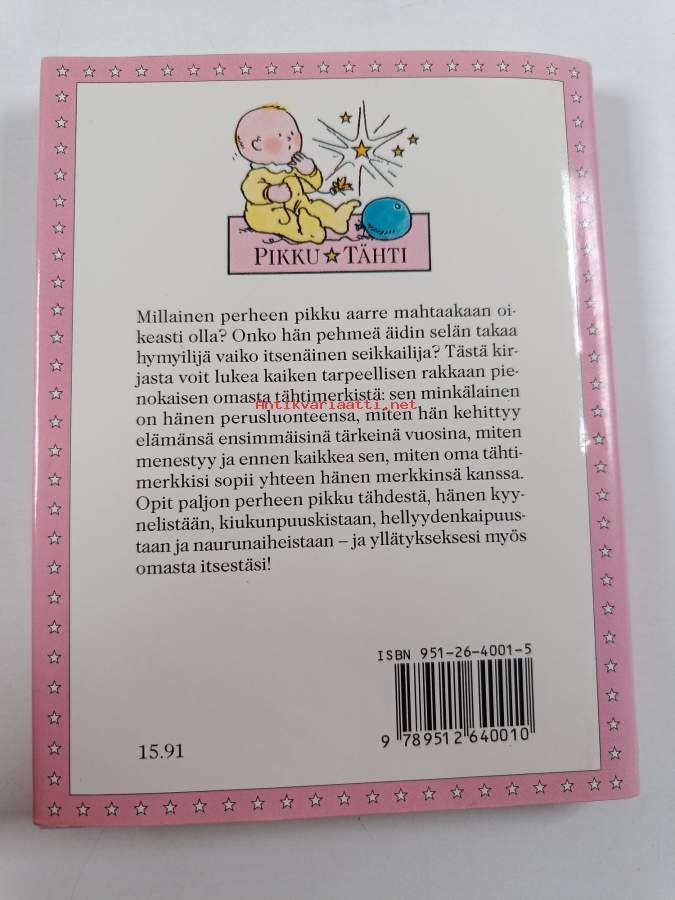 PIKKU TÄHTI
Millainen perheen pikku aarre mahtaakaan oi-
keasti olla? Onko hän pehmeä äidin selän takaa
hymyilijä vaiko itsenäinen seikkailija? Tästä kir-
jasta voit lukea kaiken tarpeellisen rakkaan pie-
nokaisen omasta tähtimerkistä: sen minkälainen
Antikvariaatti.net
on hänen perusluonteensa, miten hän kehittyy
elämänsä ensimmäisinä tärkeinä vuosina, miten
menestyy ja ennen kaikkea sen, miten oma tähti-
merkkisi sopii yhteen hänen merkkinsä kanssa.
Opit paljon perheen pikku tähdestä, hänen kyy-
nelistään, kiukunpuuskistaan, hellyydenkaipuus-
taan ja naurunaiheistaan – ja yllätykseksesi myös
omasta itsestäsi!
ISBN 951-26-4001-5
9 789512 640010
15.91